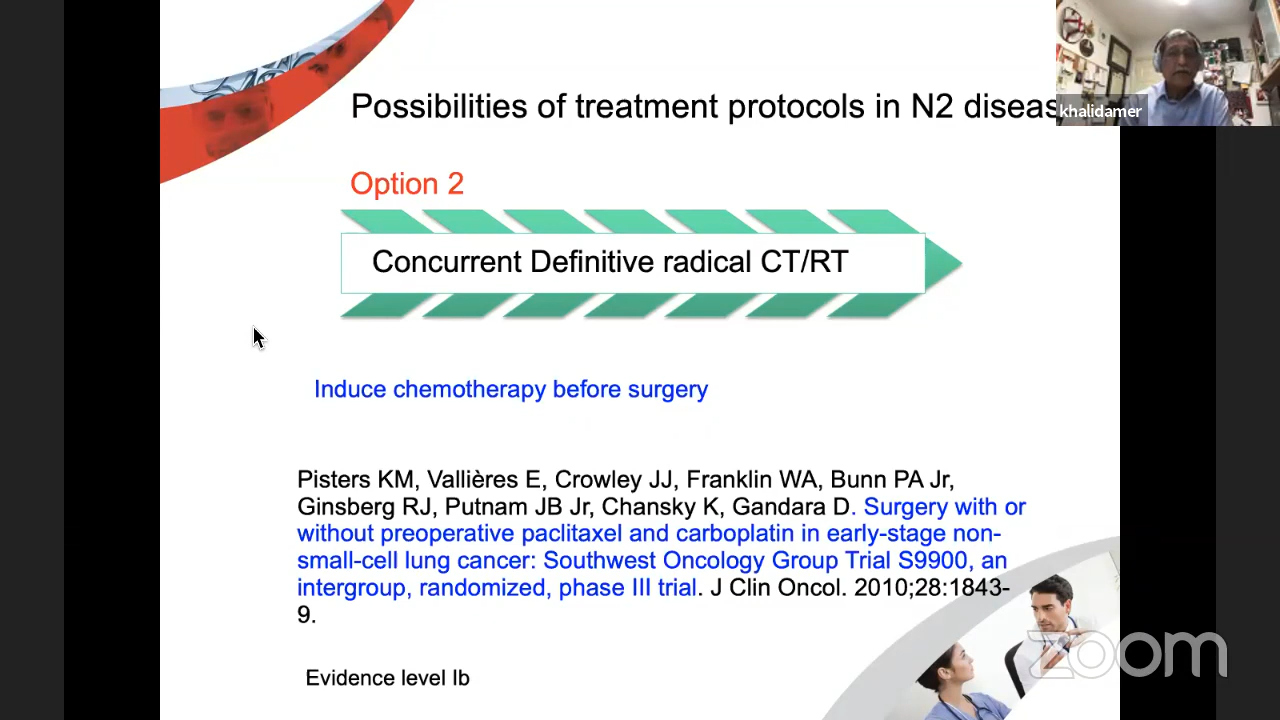 Possibilities of treatment protocols in N2 diseas
khalidamer
Option 2
Concurrent Definitive radical CT/RT
Induce chemotherapy before surgery
Pisters KM, Vallières E, Crowley JJ, Franklin WA, Bunn PA Jr,
Ginsberg RJ, Putnam JB Jr, Chansky K, Gandara D. Surgery with or
without preoperative paclitaxel and carboplatin in early-stage non-
small-cell lung cancer: Southwest Oncology Group Trial S9900, an
intergroup, randomized, phase III trial. J Clin Oncol. 2010;28:1843-
9.
zoom
Evidence level Ib